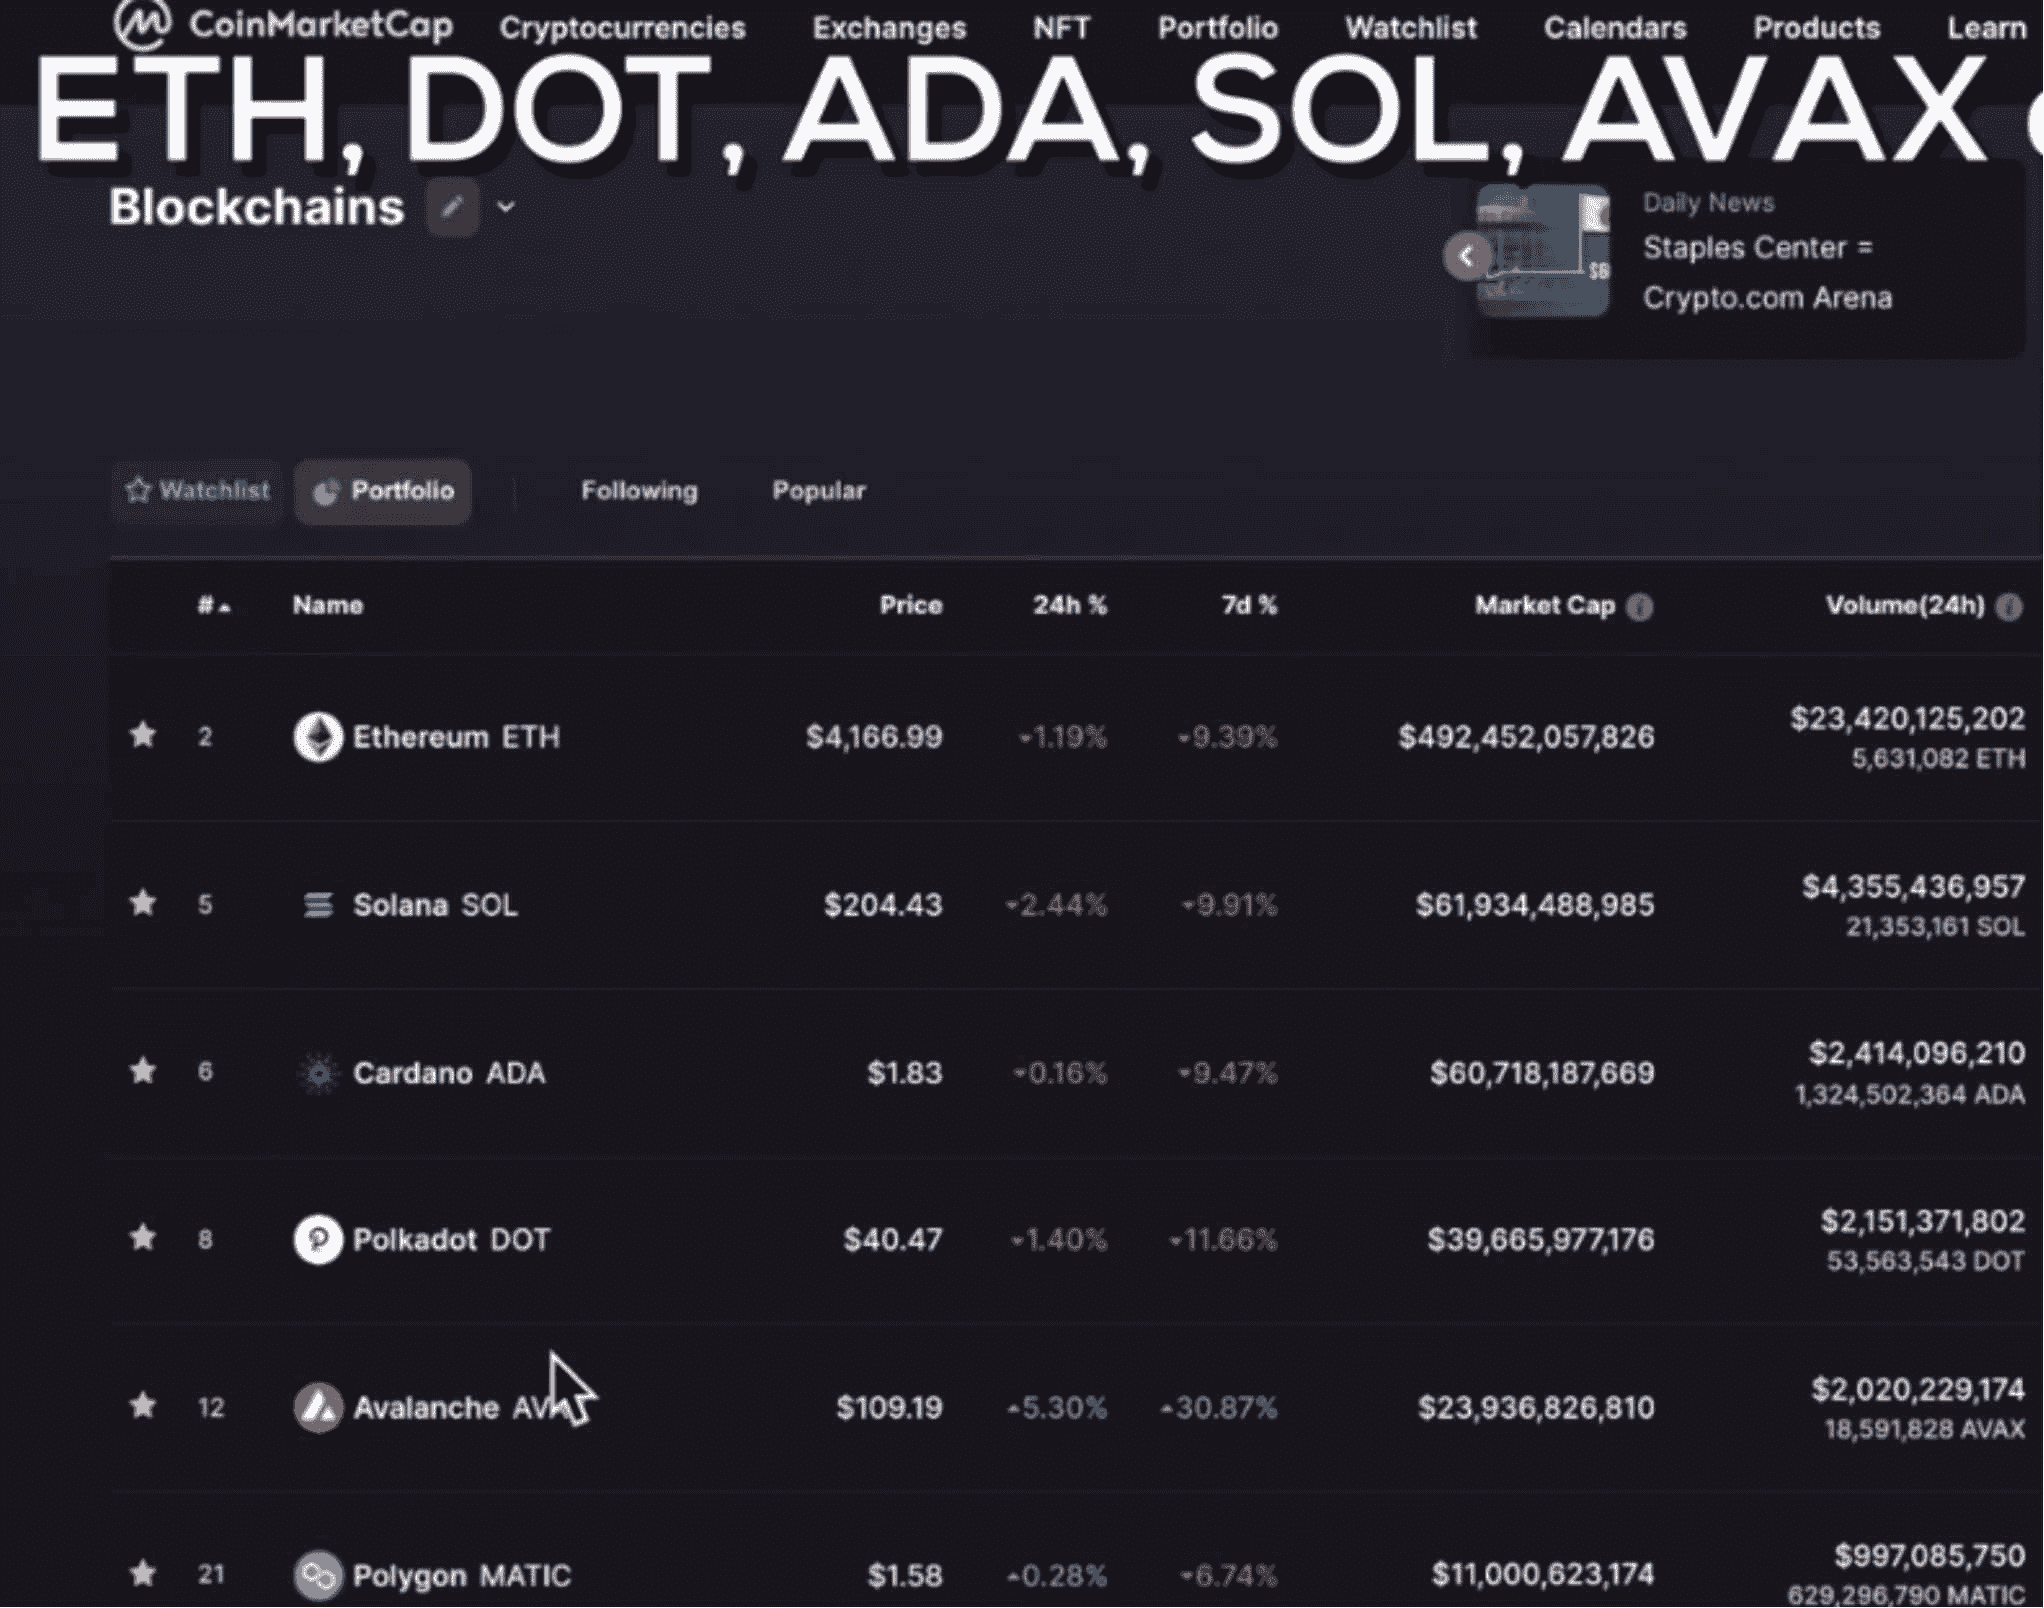 CoinMarketCap Cryptocurrencies Exchanges NFT Portfolio Watchlist Calendars Products Learn
ETH, DOT, ADA, SOL, AVAX
Blockchains
Daily News
Staples Center =
Crypto.com Arena
$6
Watchlist Portfolio Following Popular
# Name Price 24h % 7d % Market Cap Volume(24h)
2 Ethereum ETH $4,166.99 1.19% 9.39% $492,452,057,826 $23,420,125,202
5,631,082 ETH
5 Solana SOL $204.43 2.44% 9.91% $61,934,488,985 $4,355,436,957
21,353,161 SOL
6 Cardano ADA $1.83 0.16% 9.47% $60,718,187,669 $2,414,096,210
1,324,502,364 ADA
8 Polkadot DOT $40.47 1.40% 11.66% $39,665,977,176 $2,151,371,802
53,563,543 DOT
12 Avalanche $109.19 5.30% 30.87% $23,936,826,810 $2,020,229,174
18,591,828 AVAX
21 Polygon MATIC $1.58 0.28% 6.74% $11,000,623,174 $997,085,750
629,296,790 MATIC